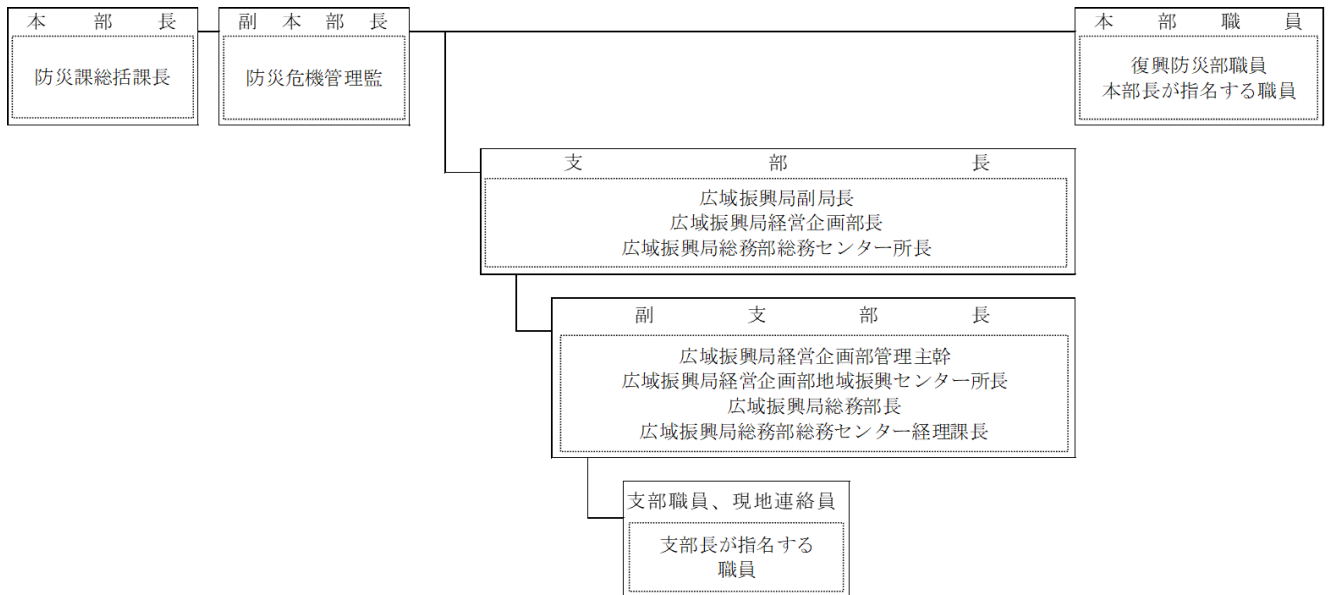 本部長
防災課総括課長
副本部長
防災危機管理監
本部職員
復興防災部職員
本部長が指名する職員
支部長
広域振興局副局長
広域振興局経営企画部長
広域振興局総務部総務センター所長
副支部長
広域振興局経営企画部管理主幹
広域振興局経営企画部地域振興センター所長
広域振興局総務部長
広域振興局総務部総務センター経理課長
支部職員、現地連絡員
支部長が指名する
職員